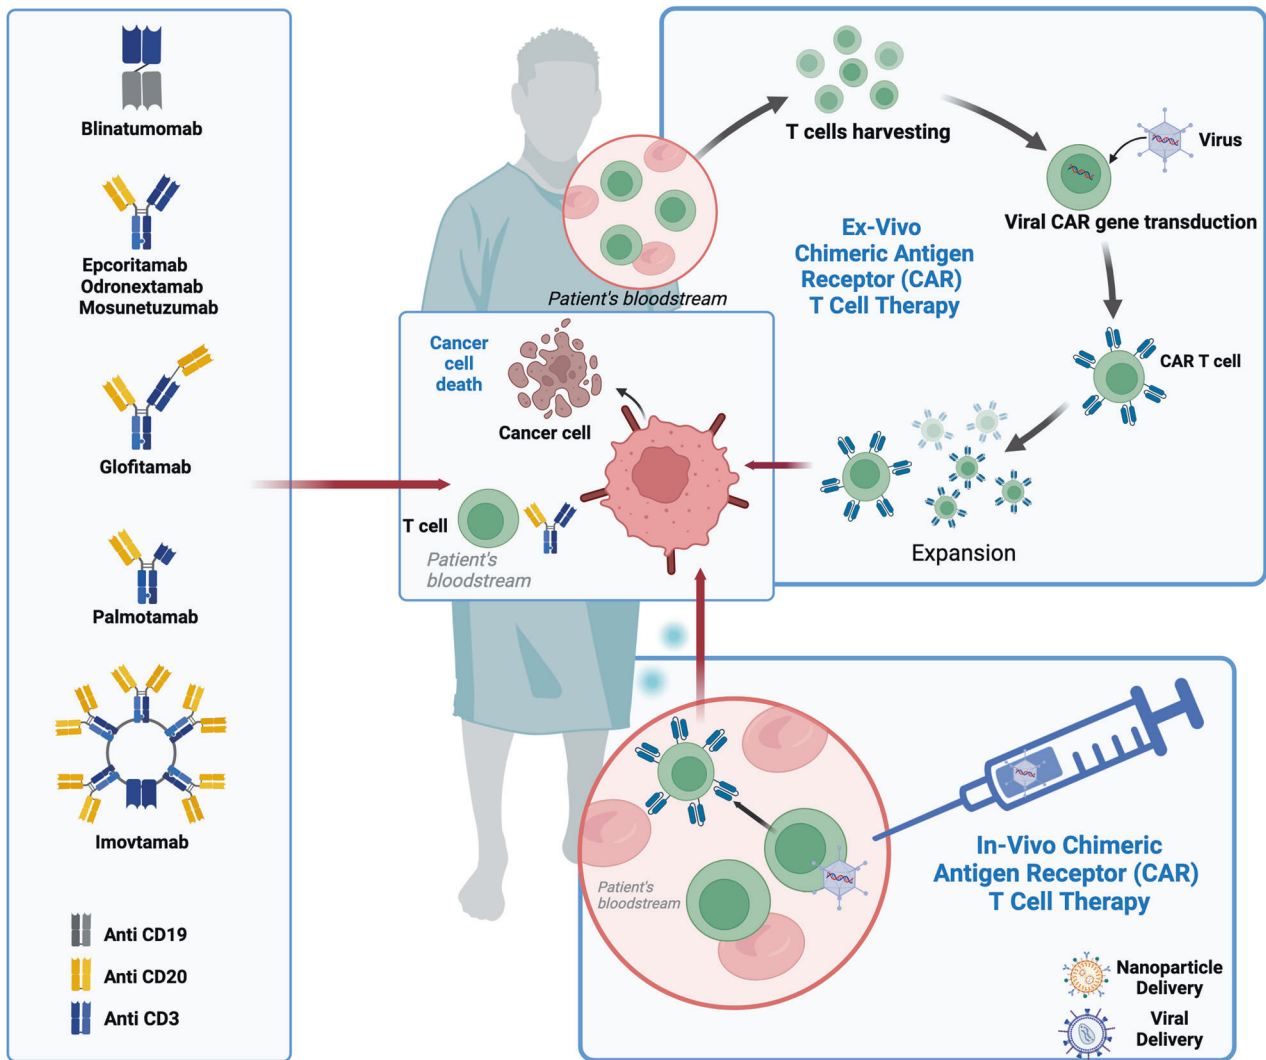 Blinatumomab
Epcoritamab
Odronextamab
Mosunetuzumab
Glofitamab
Palmotamab
Imovtamab
Anti CD19
Anti CD20
Anti CD3
T cells harvesting
Virus
Viral CAR gene transduction
Ex-Vivo
Chimeric Antigen
Receptor (CAR)
T Cell Therapy
Patient's bloodstream
CAR T cell
Expansion
Cancer
cell
death
Cancer cell
T cell
Patient's
bloodstream
Patient's
bloodstream
In-Vivo Chimeric
Antigen Receptor (CAR)
T Cell Therapy
Nanoparticle
Delivery
Viral
Delivery